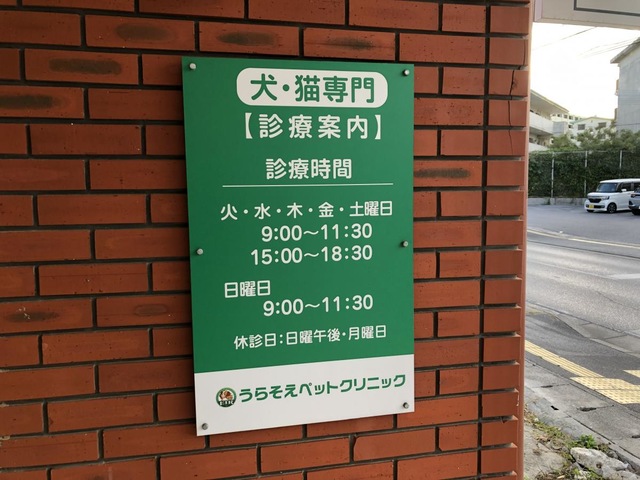 犬・猫専門
【診療案内】
診療時間
火・水・木・金・土曜日
9:00～11:30
15:00～18:30
日曜日
9:00～11:30
休診日:日曜午後・月曜日
うらそえペットクリニック